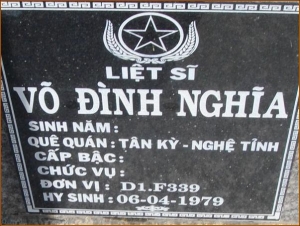 LIỆT SĨ
VÕ ĐÌNH NGHĨA
SINH NĂM :
QUÊ QUÁN : TÂN KỲ - NGHỆ TĨNH
CẤP BẬC :
CHỨC VỤ :
ĐƠN VỊ : D1.F339
HY SINH : 06-04-1979